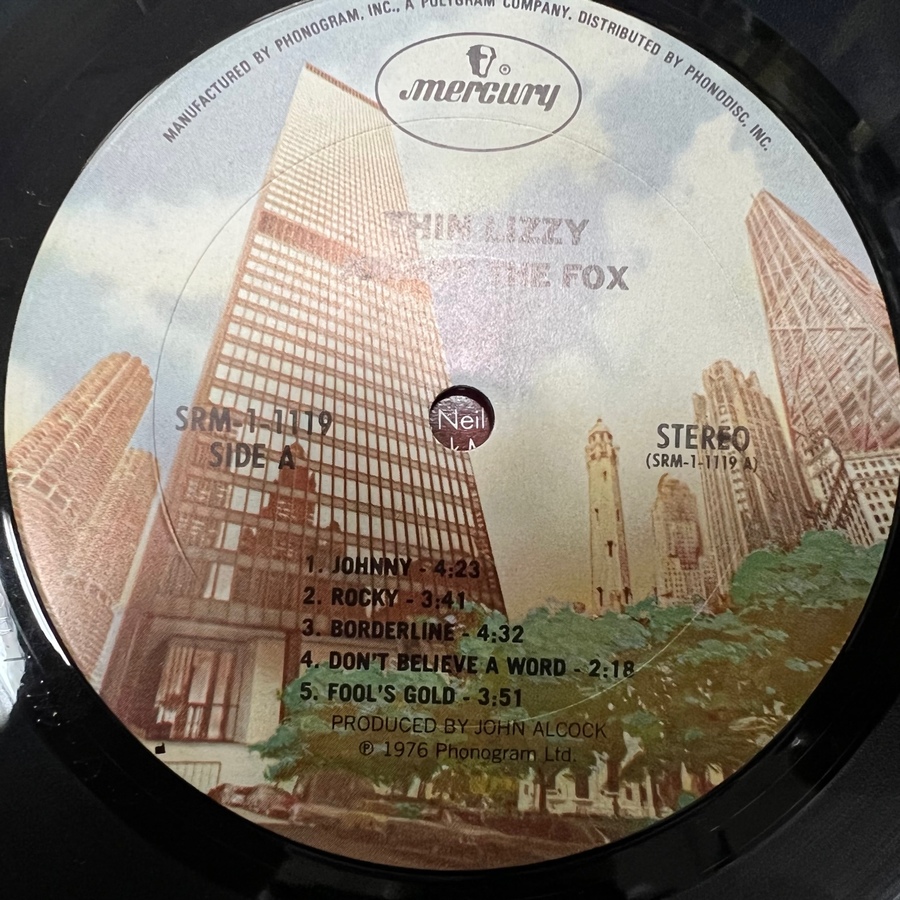 MANUFACTURED BY PHONOGRAM, INC., A POLYGRAM COMPANY. DISTRIBUTED BY PHONODISC, INC.
mercury
®
THIN LIZZY
THE FOX
SRM-1-1119
SIDE A
Neil
STEREO
(SRM-1-1119 A)
1. JOHNNY - 4:23
2. ROCKY - 3:41
3. BORDERLINE - 4:32
4. DON'T BELIEVE A WORD - 2:18
5. FOOL'S GOLD - 3:51
PRODUCED BY JOHN ALCOCK
℗ 1976 Phonogram Ltd.